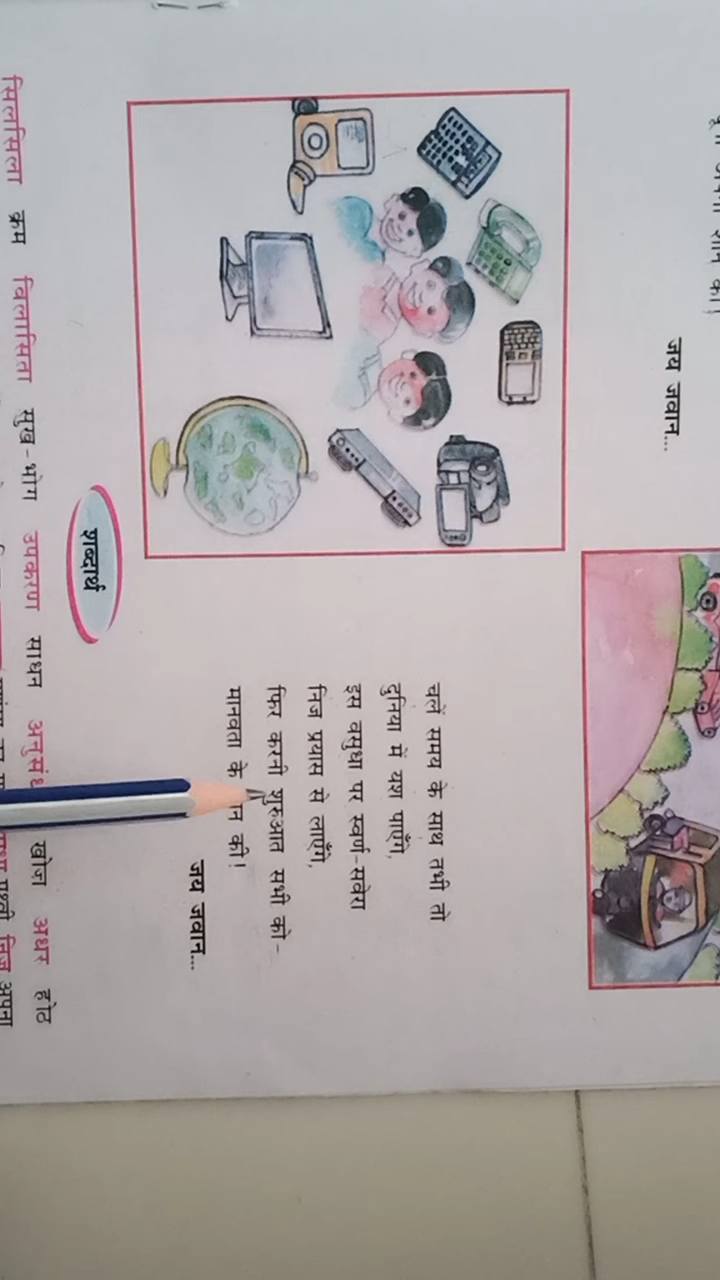 शान की!
जय जवान...
चलें समय के साथ तभी तो
दुनिया में यश पाएँगे,
इस वसुधा पर स्वर्ण-सवेरा
निज प्रयास से लाएँगे,
फिर करनी शुरुआत सभी को-
मानवता के की!
जय जवान...
शब्दार्थ
सिलसिला क्रम विलासिता सुख-भोग उपकरण साधन खोज़ अधर होठ
निज अपना